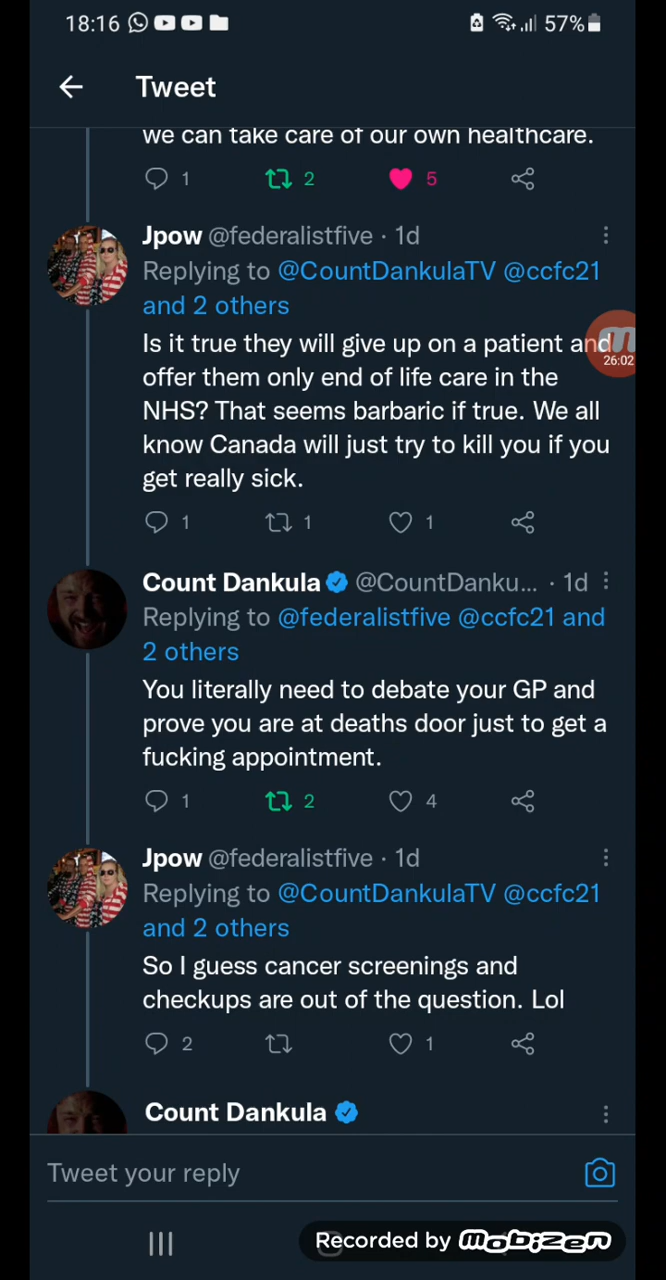 18:16 57%
Tweet
we can take care of our own healthcare.
1 2 5
Jpow @federalistfive · 1d
Replying to @CountDankulaTV @ccfc21
and 2 others
Is it true they will give up on a patient and
offer them only end of life care in the
NHS? That seems barbaric if true. We all
know Canada will just try to kill you if you
get really sick.
26:02
1 1 1
Count Dankula @CountDanku... · 1d
Replying to @federalistfive @ccfc21 and
2 others
You literally need to debate your GP and
prove you are at deaths door just to get a
fucking appointment.
1 2 4
Jpow @federalistfive · 1d
Replying to @CountDankulaTV @ccfc21
and 2 others
So I guess cancer screenings and
checkups are out of the question. Lol
2 1
Count Dankula
Tweet your reply
Recorded by mobizen